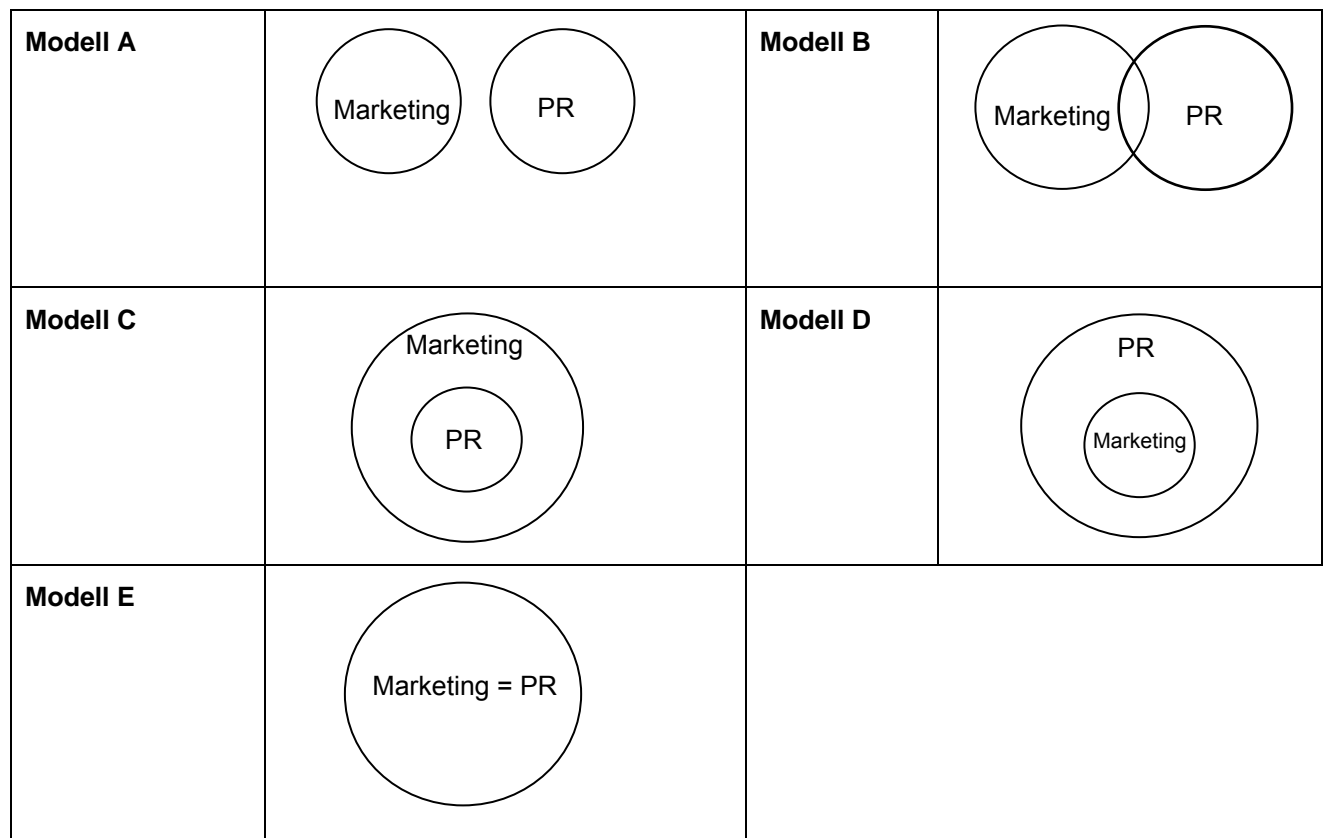 Modell A
Marketing
PR
Modell B
Marketing
PR
Modell C
Marketing
PR
Modell D
PR
Marketing
Modell E
Marketing = PR